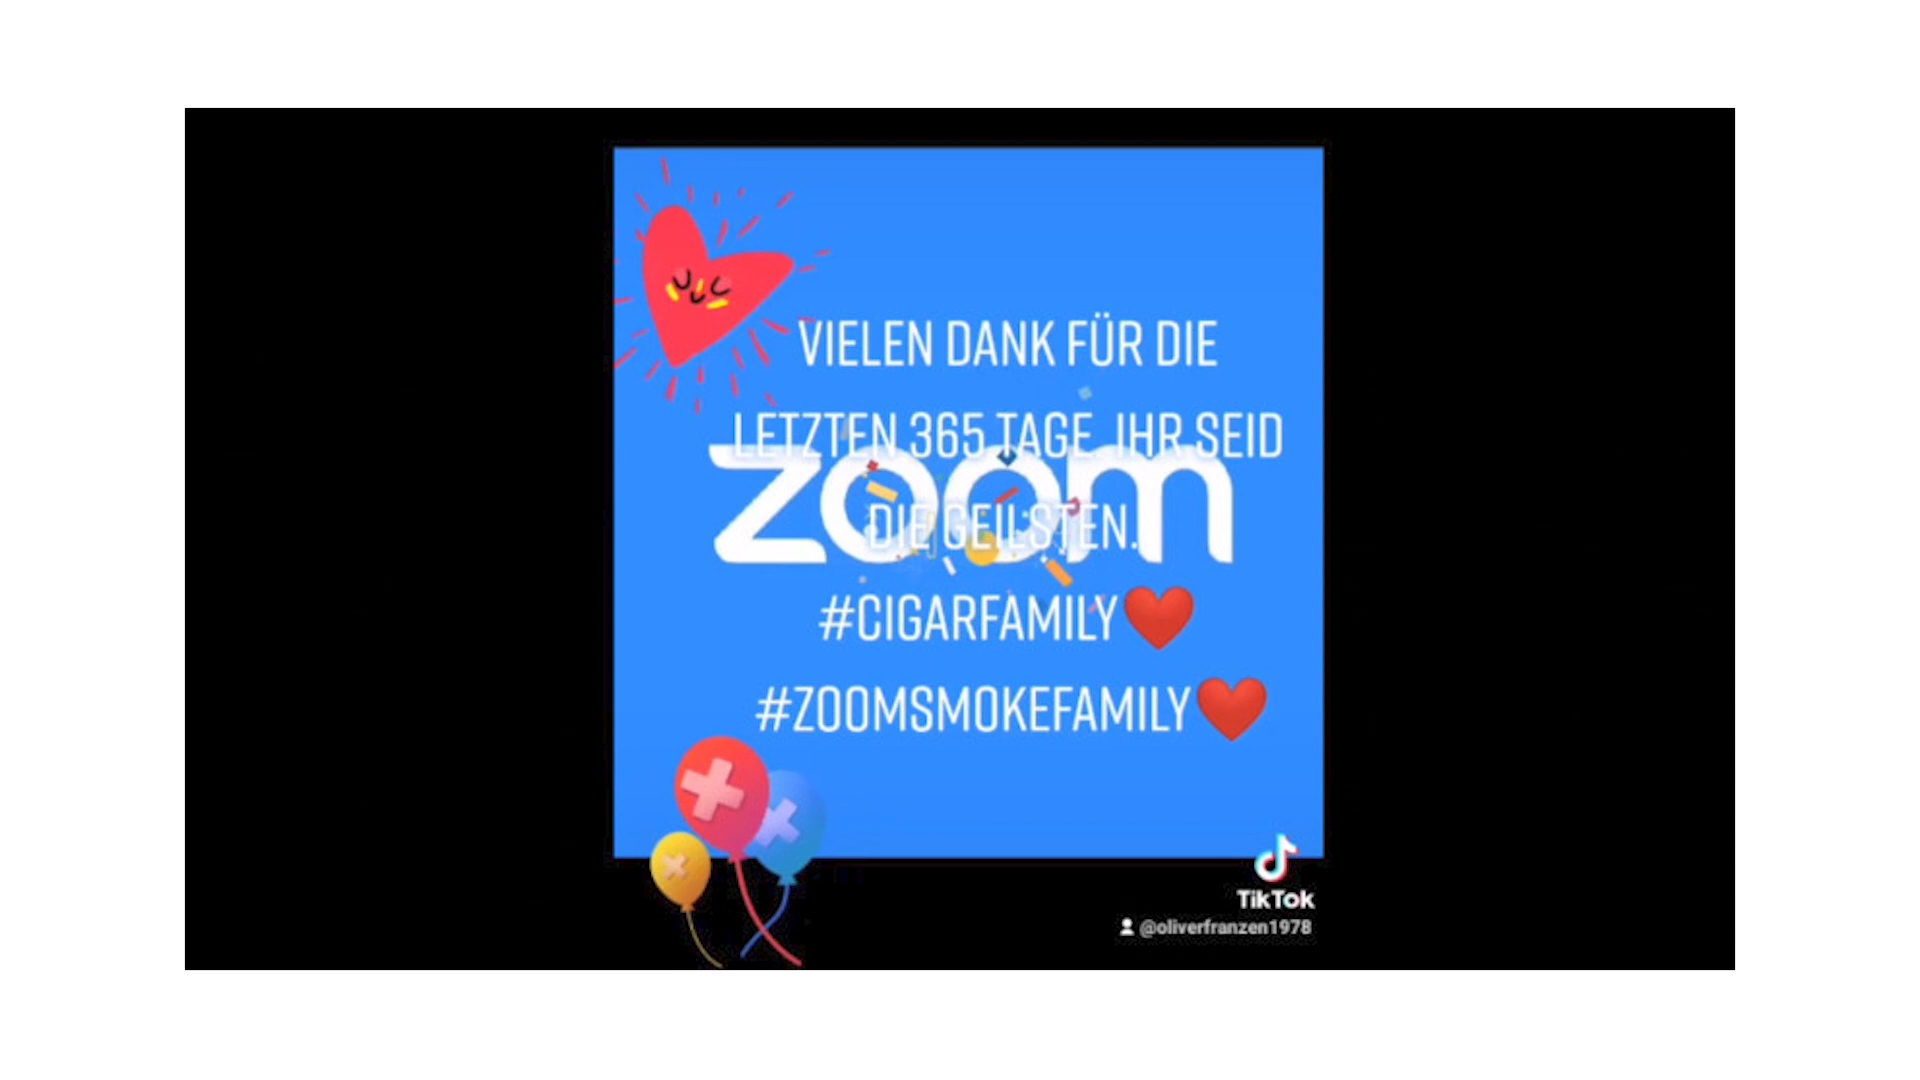 VIELEN DANK FÜR DIE
LETZTEN 365 TAGE. IHR SEID
zoom
DIE GEILSTEN.
#CIGARFAMILY❤️
#ZOOMSMOKEFAMILY❤️
TikTok
@oliverfranzen1978